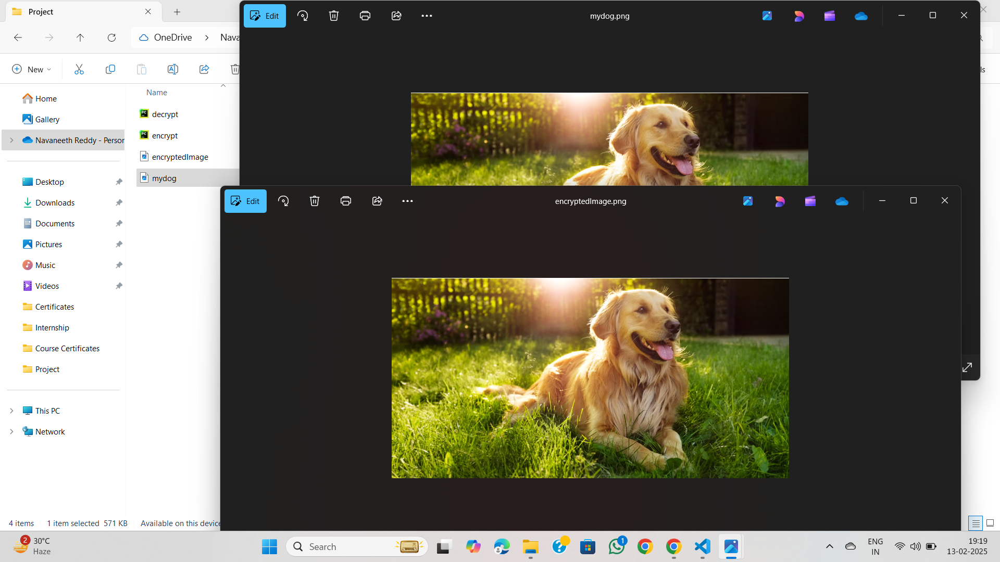 Project
OneDrive > Nava
New
ls
Home
Gallery
Navaneeth Reddy - Persor
Desktop
Downloads
Documents
Pictures
Music
Videos
Certificates
Internship
Course Certificates
Project
This PC
Network
Name
PC
decrypt
PC
encrypt
encryptedImage
mydog
4 items
1 item selected 571 KB
Available on this device
Edit
mydog.png
Edit
encryptedImage.png
2
30°C
Haze
Search
1
ENG
IN
19:19
13-02-2025